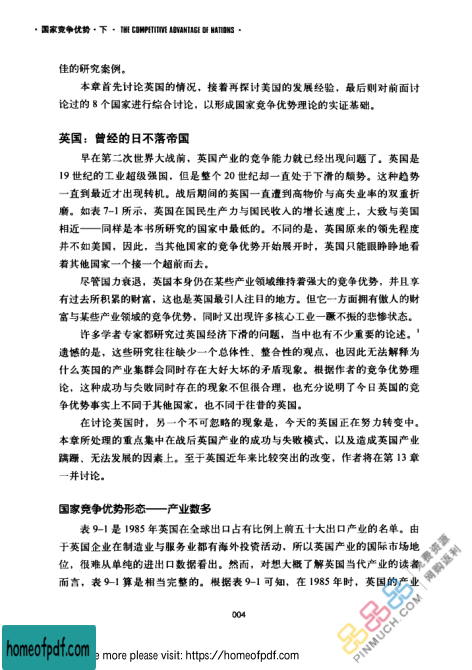 · 国家竞争优势 · 下 · THE COMPETITIVE ADVANTAGE OF NATIONS ·
佳的研究案例。
本章首先讨论英国的情况，接着再探讨美国的发展经验，最后则对前面讨
论过的 8 个国家进行综合讨论，以形成国家竞争优势理论的实证基础。
英国：曾经的日不落帝国
早在第二次世界大战前，英国产业的竞争能力就已经出现问题了。英国是
19 世纪的工业超级强国，但是整个 20 世纪却一直处于下滑的颓势。这种趋势
一直到最近才出现转机。战后期间的英国一直遭到高物价与高失业率的双重折
磨。如表 7-1 所示，英国在国民生产力与国民收入的增长速度上，大致与美国
相近——同样是本书所研究的国家中最低的。不同的是，英国原来的领先程度
并不如美国，因此，当其他国家的竞争优势开始展开时，英国只能眼睁睁地看
着其他国家一个接一个超前而去。
尽管国力衰退，英国本身仍在某些产业领域维持着强大的竞争优势，并且享
有过去所积累的财富，这也是英国最引人注目的地方。但它一方面拥有傲人的财
富与某些产业领域的竞争优势，同时又出现许多核心工业一蹶不振的悲惨状态。
许多学者专家都研究过英国经济下滑的问题，当中也有不少重要的论述。1
遗憾的是，这些研究往往缺少一个总体性、整合性的观点，也因此无法解释为
什么英国的产业集群会同时存在大好大坏的矛盾现象。根据作者的竞争优势理
论，这种成功与失败同时存在的现象不但很合理，也充分说明了今日英国的竞
争优势事实上不同于其他国家，也不同于往昔的英国。
在讨论英国时，另一个不可忽略的现象是，今天的英国正在努力转变中。
本章所处理的重点集中在战后英国产业的成功与失败模式，以及造成英国产业
蹒跚、无法发展的因素上。至于英国近年来比较突出的改变，作者将在第 13 章
一并讨论。
国家竞争优势形态——产业数多
表 9-1 是 1985 年英国在全球出口占有比例上前五十大出口产业的名单。由
于英国企业在制造业与服务业都有海外投资活动，所以英国产业的国际市场地
位，很难从单纯的进出口数据看出。然而，对想大概了解英国当代产业的读者
而言，表 9-1 算是相当完整的。根据表 9-1 可知，在 1985 年时，英国的产业
004
免费资源
网购返利
PINMUCH.COM
homeofpdf.com
e more please visit: https://homeofpdf.com